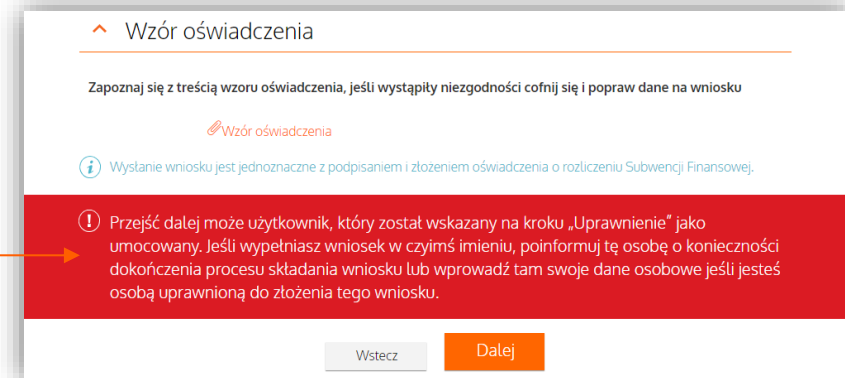 Wzór oświadczenia
Zapoznaj się z treścią wzoru oświadczenia, jeśli wystąpiły niezgodności cofnij się i popraw dane na wniosku
Wzór oświadczenia
Wysłanie wniosku jest jednoznaczne z podpisaniem i złożeniem oświadczenia o rozliczeniu Subwencji Finansowej.
Przejść dalej może użytkownik, który został wskazany na kroku „Uprawnienie” jako
umocowany. Jeśli wypełniasz wniosek w czyimś imieniu, poinformuj tę osobę o konieczności
dokończenia procesu składania wniosku lub wprowadź tam swoje dane osobowe jeśli jesteś
osobą uprawnioną do złożenia tego wniosku.
Wstecz
Dalej